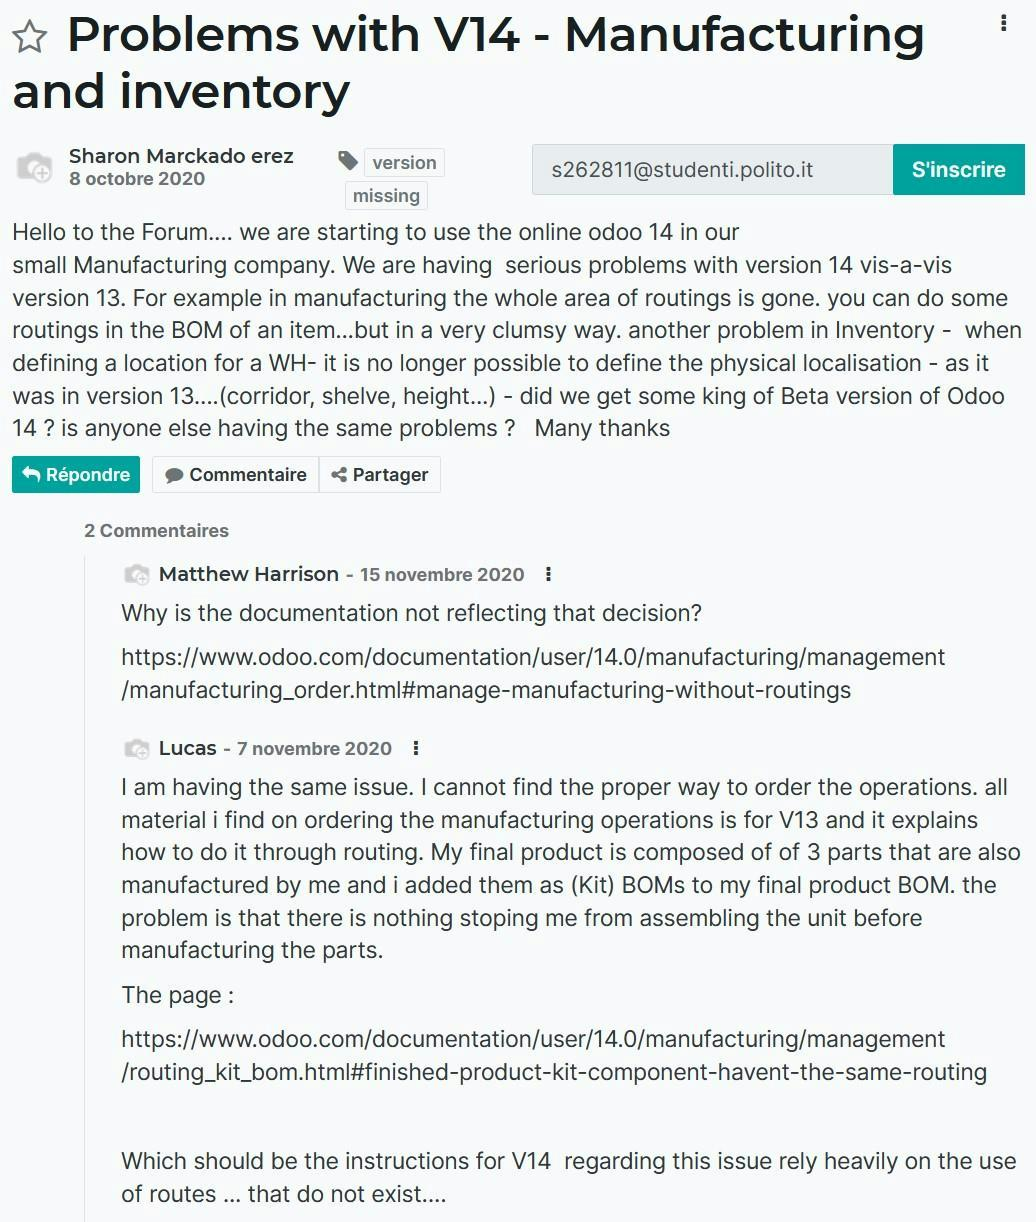 Problems with V14 - Manufacturing
and inventory
Sharon Marckado erez
8 octobre 2020
version
missing
s262811@studenti.polito.it
S'inscrire
Hello to the Forum.... we are starting to use the online odoo 14 in our
small Manufacturing company. We are having  serious problems with version 14 vis-a-vis
version 13. For example in manufacturing the whole area of routings is gone. you can do some
routings in the BOM of an item...but in a very clumsy way. another problem in Inventory -  when
defining a location for a WH- it is no longer possible to define the physical localisation - as it
was in version 13....(corridor, shelve, height...) - did we get some king of Beta version of Odoo
14 ? is anyone else having the same problems ?   Many thanks
Répondre
Commentaire
Partager
2 Commentaires
Matthew Harrison - 15 novembre 2020
Why is the documentation not reflecting that decision?
https://www.odoo.com/documentation/user/14.0/manufacturing/management
/manufacturing_order.html#manage-manufacturing-without-routings
Lucas - 7 novembre 2020
I am having the same issue. I cannot find the proper way to order the operations. all
material i find on ordering the manufacturing operations is for V13 and it explains
how to do it through routing. My final product is composed of of 3 parts that are also
manufactured by me and i added them as (Kit) BOMs to my final product BOM. the
problem is that there is nothing stoping me from assembling the unit before
manufacturing the parts.
The page :
https://www.odoo.com/documentation/user/14.0/manufacturing/management
/routing_kit_bom.html#finished-product-kit-component-havent-the-same-routing
Which should be the instructions for V14  regarding this issue rely heavily on the use
of routes ... that do not exist....